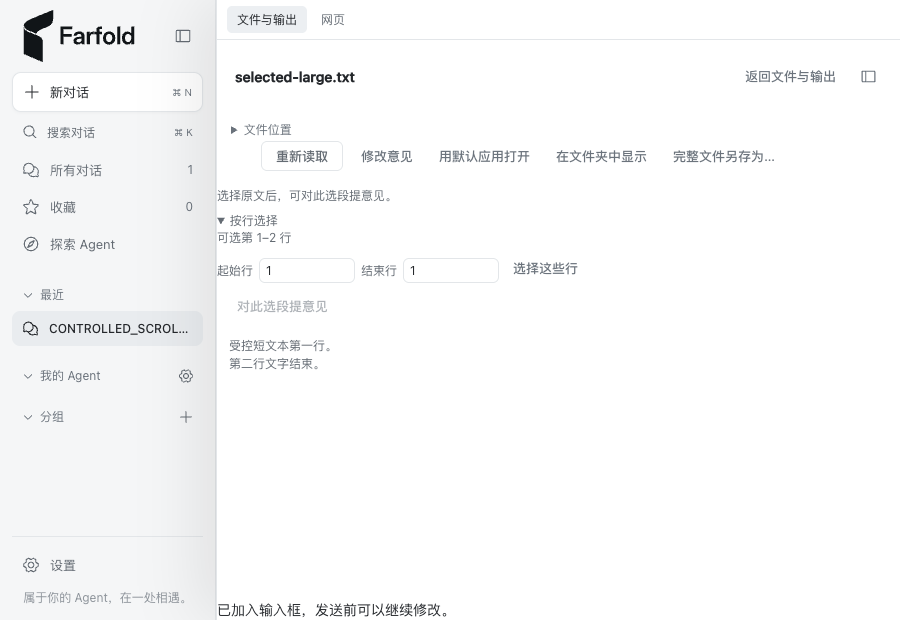 Farfold
新对话 ⌘ N
搜索对话 ⌘ K
所有对话 1
收藏 0
探索 Agent
最近
CONTROLLED_SCROL...
我的 Agent
分组
设置
属于你的 Agent，在一处相遇。
文件与输出 网页
selected-large.txt 返回文件与输出
文件位置
重新读取 修改意见 用默认应用打开 在文件夹中显示 完整文件另存为...
选择原文后，可对此选段提意见。
按行选择
可选第 1–2 行
起始行 1 结束行 1 选择这些行
对此选段提意见
受控短文本第一行。
第二行文字结束。
已加入输入框，发送前可以继续修改。